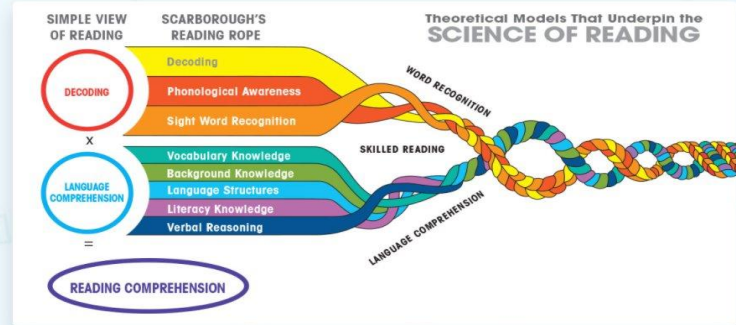 SIMPLE VIEW
OF READING
SCARBOROUGH'S
READING ROPE
Theoretical Models That Underpin the
SCIENCE OF READING
DECODING
x
LANGUAGE
COMPREHENSION
=
READING COMPREHENSION
Decoding
Phonological Awareness
Sight Word Recognition
Vocabulary Knowledge
Background Knowledge
Language Structures
Literacy Knowledge
Verbal Reasoning
WORD RECOGNITION
SKILLED READING
LANGUAGE COMPREHENSION